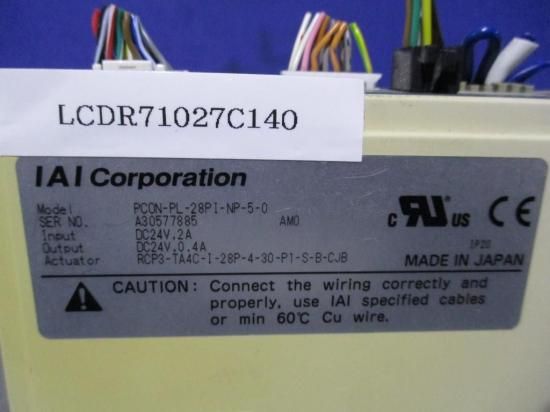 LCDR71027C140
IAI Corporation
Model PCON-PL-28PI-NP-5-0
SER NO. A30577885 AM0
Input DC24V.2A
Output DC24V.0.4A
Actuator RCP3-TA4C-I-28P-4-30-P1-S-B-CJB
c RU US CE
IP20
MADE IN JAPAN
CAUTION: Connect the wiring correctly and
properly, use IAI specified cables
or min 60℃ Cu wire.